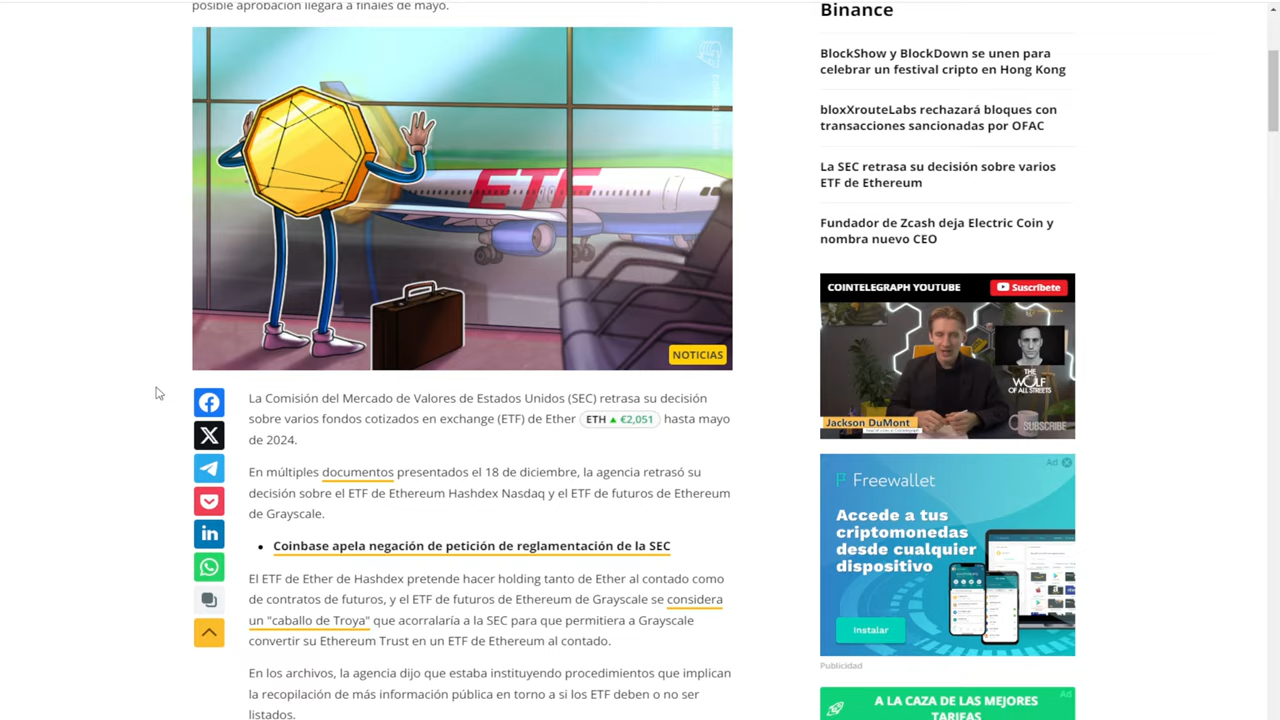 posible aprobación llegará a finales de mayo.
ETF
NOTICIAS
La Comisión del Mercado de Valores de Estados Unidos (SEC) retrasa su decisión
sobre varios fondos cotizados en exchange (ETF) de Ether ETH ▲ €2,051 hasta mayo
de 2024.
En múltiples documentos presentados el 18 de diciembre, la agencia retrasó su
decisión sobre el ETF de Ethereum Hashdex Nasdaq y el ETF de futuros de Ethereum
de Grayscale.
• Coinbase apela negación de petición de reglamentación de la SEC
El ETF de Ether de Hashdex pretende hacer holding tanto de Ether al contado como
de contratos de futuros, y el ETF de futuros de Ethereum de Grayscale se considera
un "caballo de Troya" que acorralaría a la SEC para que permitiera a Grayscale
convertir su Ethereum Trust en un ETF de Ethereum al contado.
En los archivos, la agencia dijo que estaba instituyendo procedimientos que implican
la recopilación de más información pública en torno a si los ETF deben o no ser
listados.
Binance
BlockShow y BlockDown se unen para
celebrar un festival cripto en Hong Kong
bloxXrouteLabs rechazará bloques con
transacciones sancionadas por OFAC
La SEC retrasa su decisión sobre varios
ETF de Ethereum
Fundador de Zcash deja Electric Coin y
nombra nuevo CEO
COINTELEGRAPH YOUTUBE
Suscríbete
THE
WOLF
OF ALL STREETS
Jackson DuMont
SUBSCRIBE
Ad
Freewallet
Accede a tus
criptomonedas
desde cualquier
dispositivo
Instalar
Publicidad
Ad
A LA CAZA DE LAS MEJORES
TARIFAS